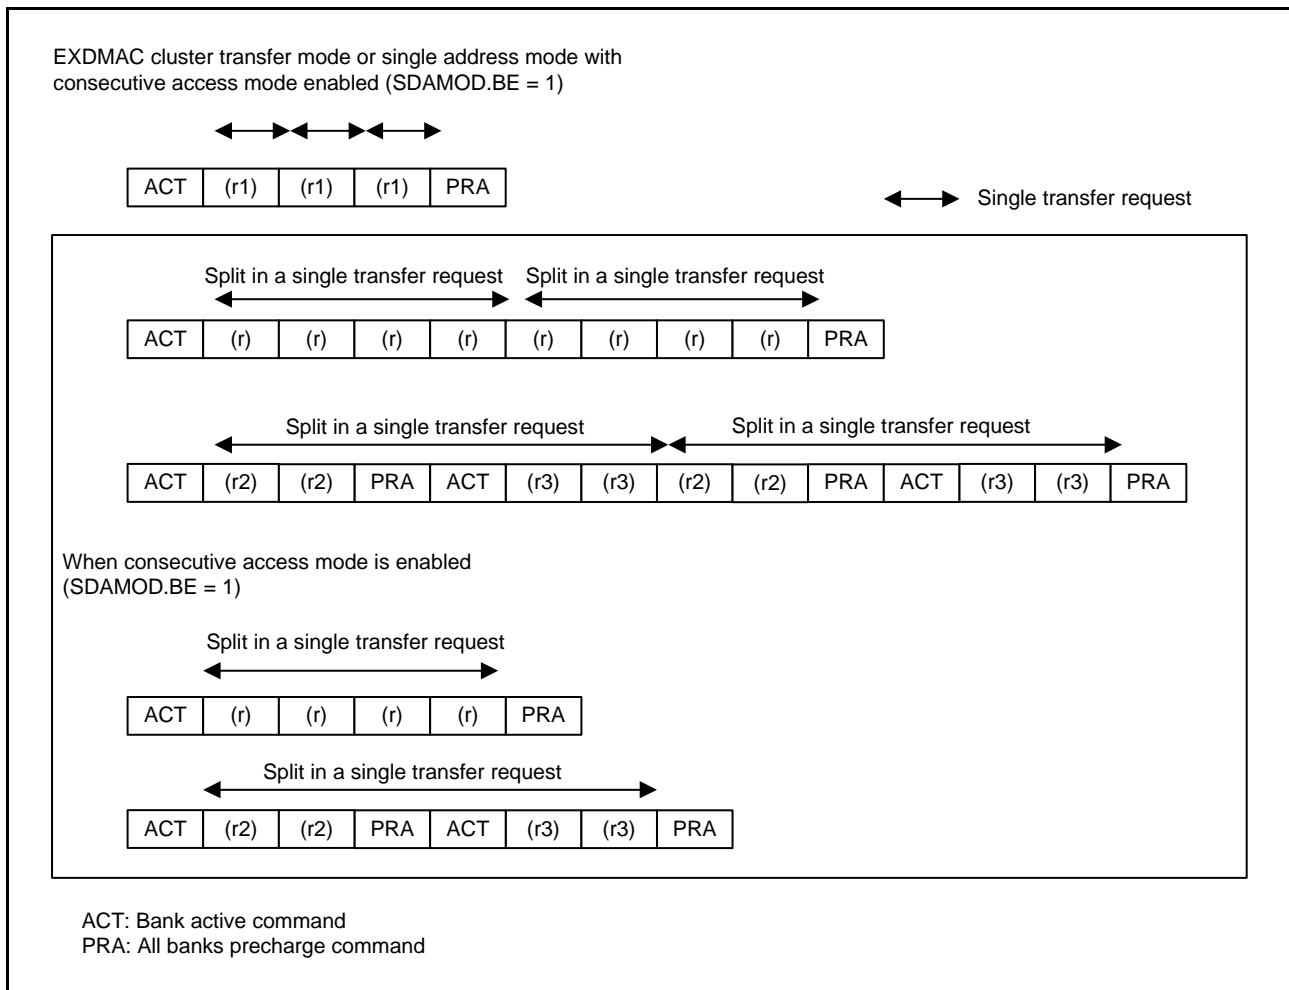 EXDMAC cluster transfer mode or single address mode with
consecutive access mode enabled (SDAMOD.BE = 1)
ACT (r1) (r1) (r1) PRA
Single transfer request
Split in a single transfer request Split in a single transfer request
ACT (r) (r) (r) (r) (r) (r) (r) (r) PRA
Split in a single transfer request Split in a single transfer request
ACT (r2) (r2) PRA ACT (r3) (r3) (r2) (r2) PRA ACT (r3) (r3) PRA
When consecutive access mode is enabled
(SDAMOD.BE = 1)
Split in a single transfer request
ACT (r) (r) (r) (r) PRA
Split in a single transfer request
ACT (r2) (r2) PRA ACT (r3) (r3) PRA
ACT: Bank active command
PRA: All banks precharge command